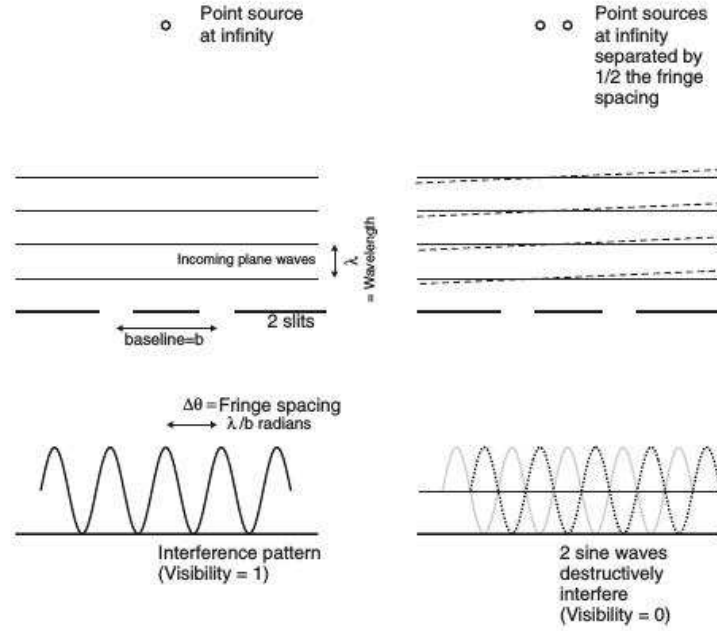 Point source
at infinity
Point sources
at infinity
separated by
1/2 the fringe
spacing
Incoming plane waves
λ
= Wavelength
2 slits
baseline=b
Δθ = Fringe spacing
λ/b radians
Interference pattern
(Visibility = 1)
2 sine waves
destructively
interfere
(Visibility = 0)